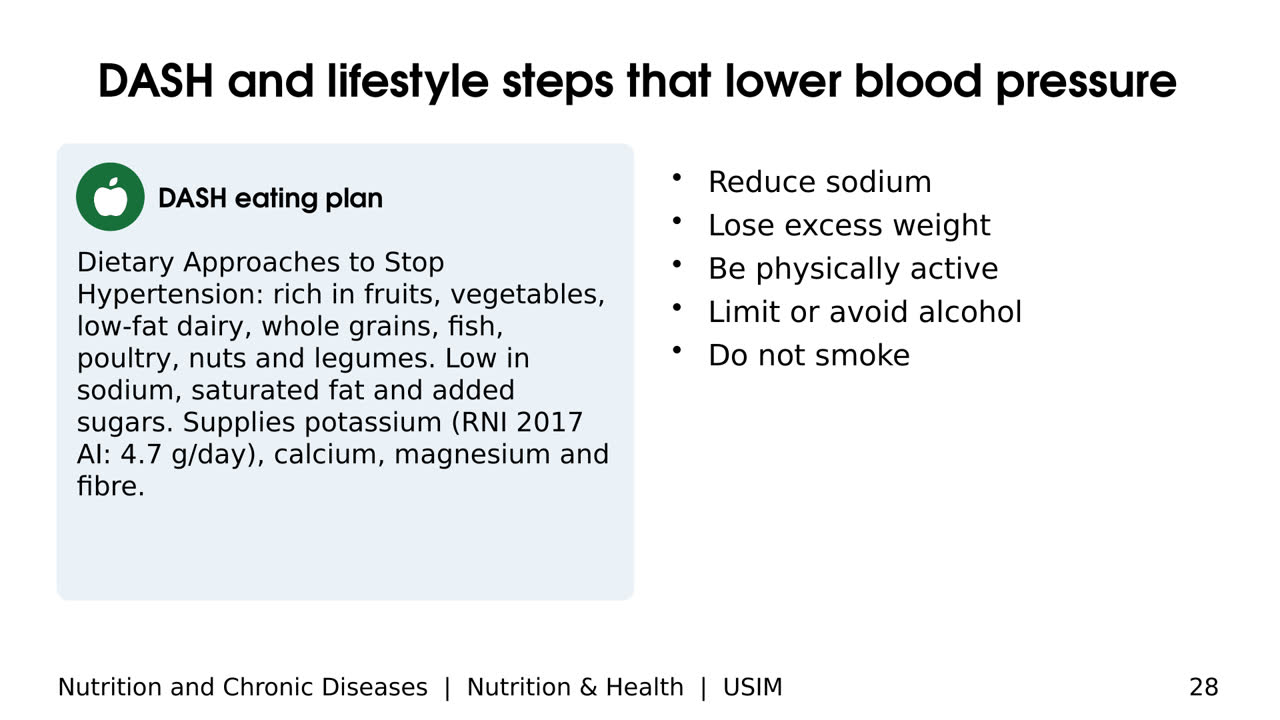 DASH and lifestyle steps that lower blood pressure
DASH eating plan
Dietary Approaches to Stop
Hypertension: rich in fruits, vegetables,
low-fat dairy, whole grains, fish,
poultry, nuts and legumes. Low in
sodium, saturated fat and added
sugars. Supplies potassium (RNI 2017
AI: 4.7 g/day), calcium, magnesium and
fibre.
• Reduce sodium
• Lose excess weight
• Be physically active
• Limit or avoid alcohol
• Do not smoke
Nutrition and Chronic Diseases | Nutrition & Health | USIM
28